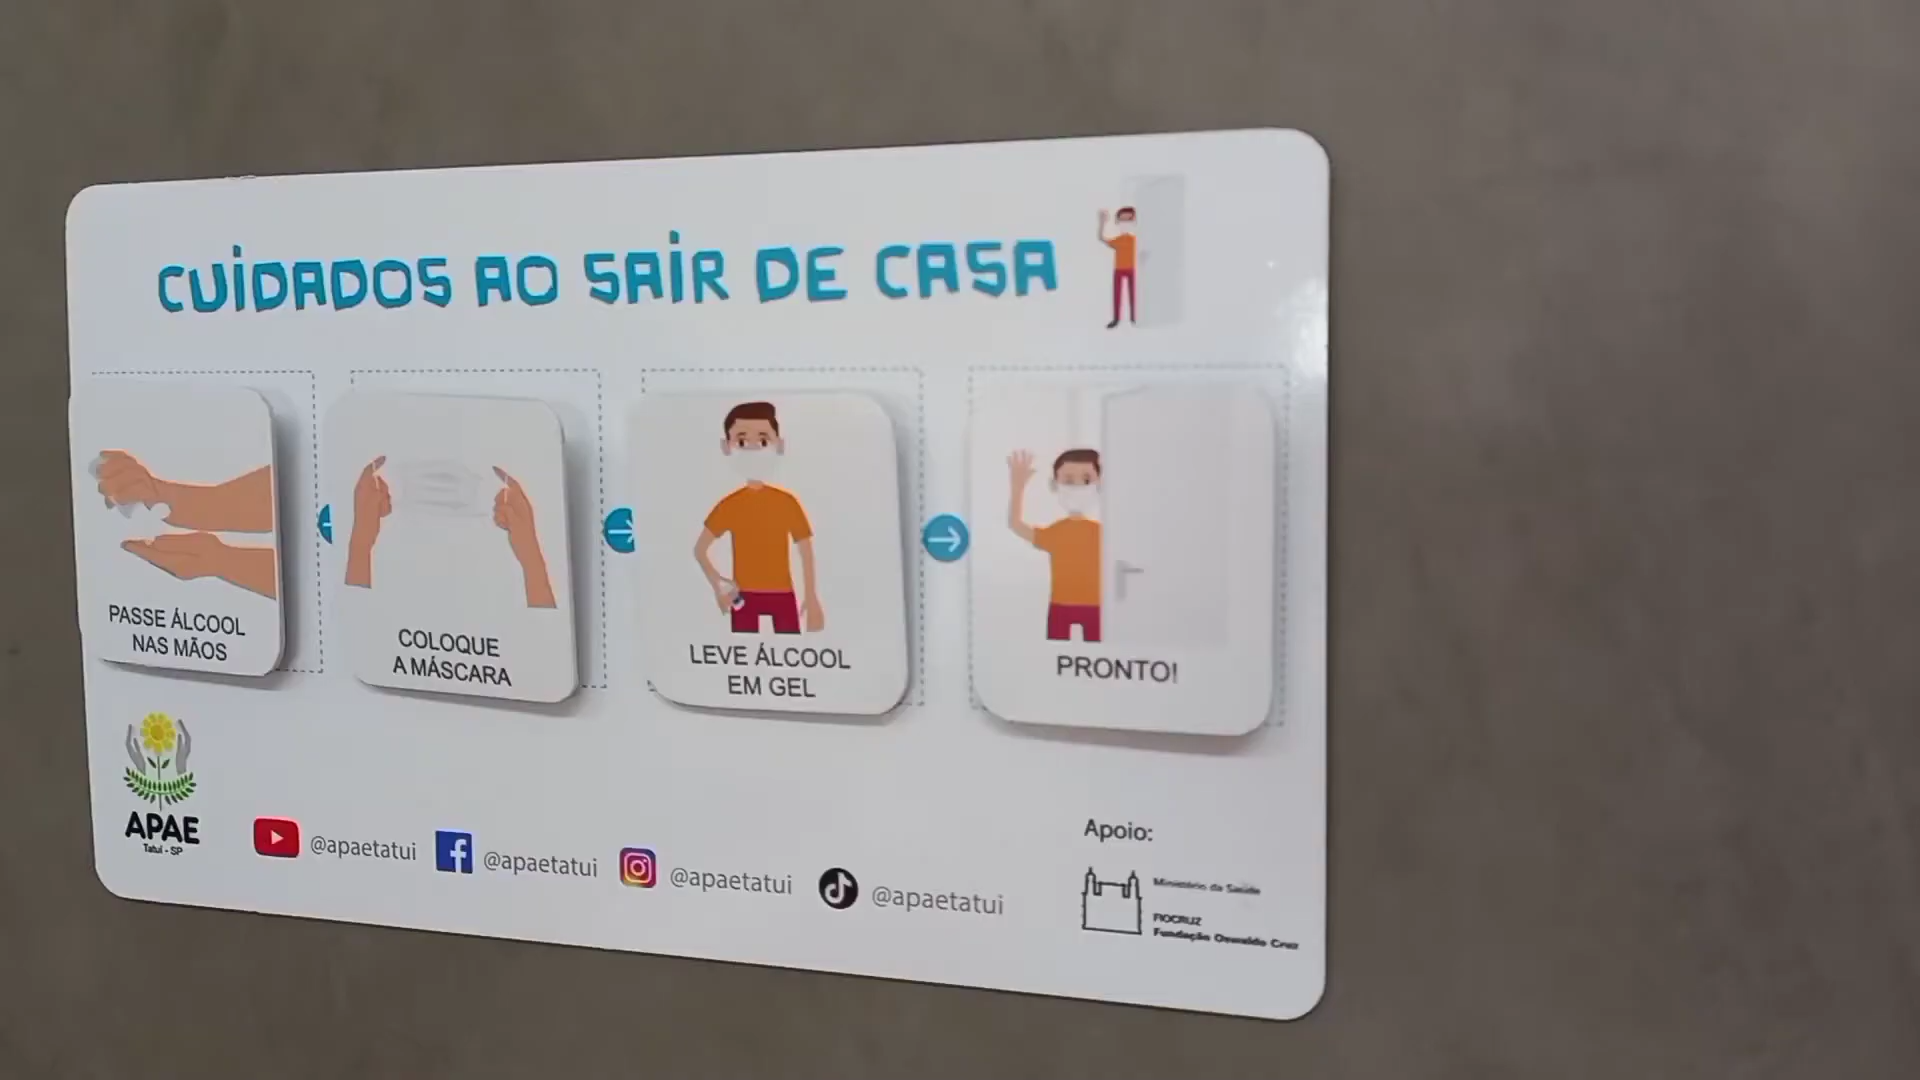 CUIDADOS AO SAIR DE CASA
PASSE ÁLCOOL
NAS MÃOS
COLOQUE
A MÁSCARA
LEVE ÁLCOOL
EM GEL
PRONTO!
APAE
Tatuí - SP
@apaetatui
@apaetatui
@apaetatui
@apaetatui
Apoio:
Ministério da Saúde
FIOCRUZ
Fundação Oswaldo Cruz